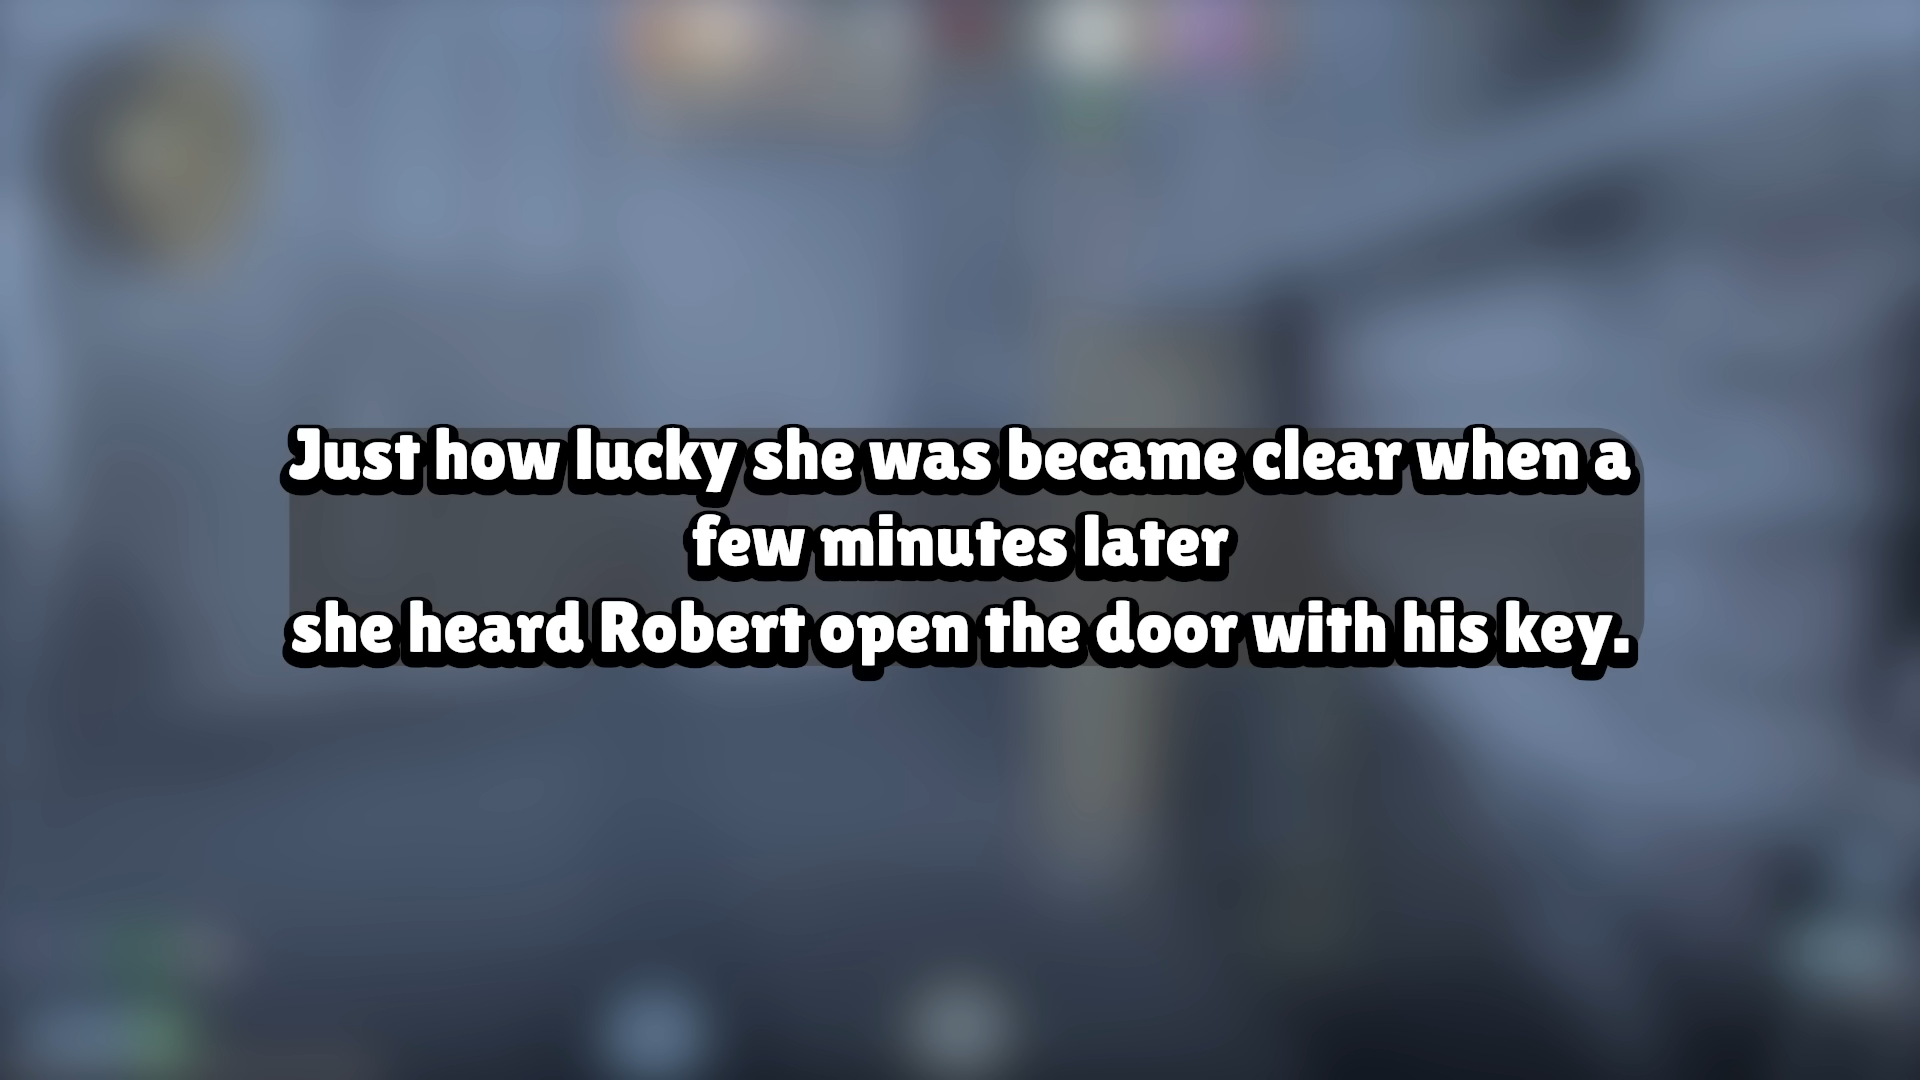 Just how lucky she was became clear when a
few minutes later
she heard Robert open the door with his key.